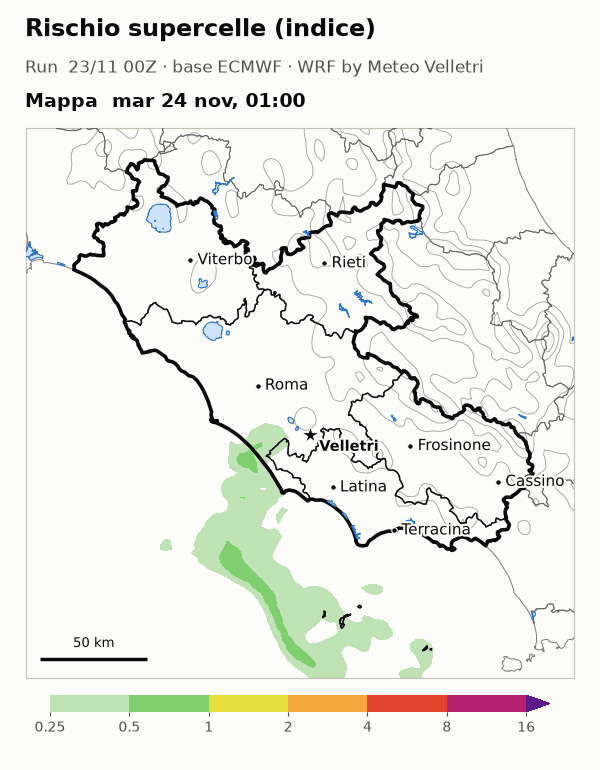 Rischio supercelle (indice)
Run  23/11 00Z · base ECMWF · WRF by Meteo Velletri
Mappa  mar 24 nov, 01:00
Viterbo
Rieti
Roma
Velletri
Frosinone
Cassino
Latina
Terracina
50 km
0.25 0.5 1 2 4 8 16